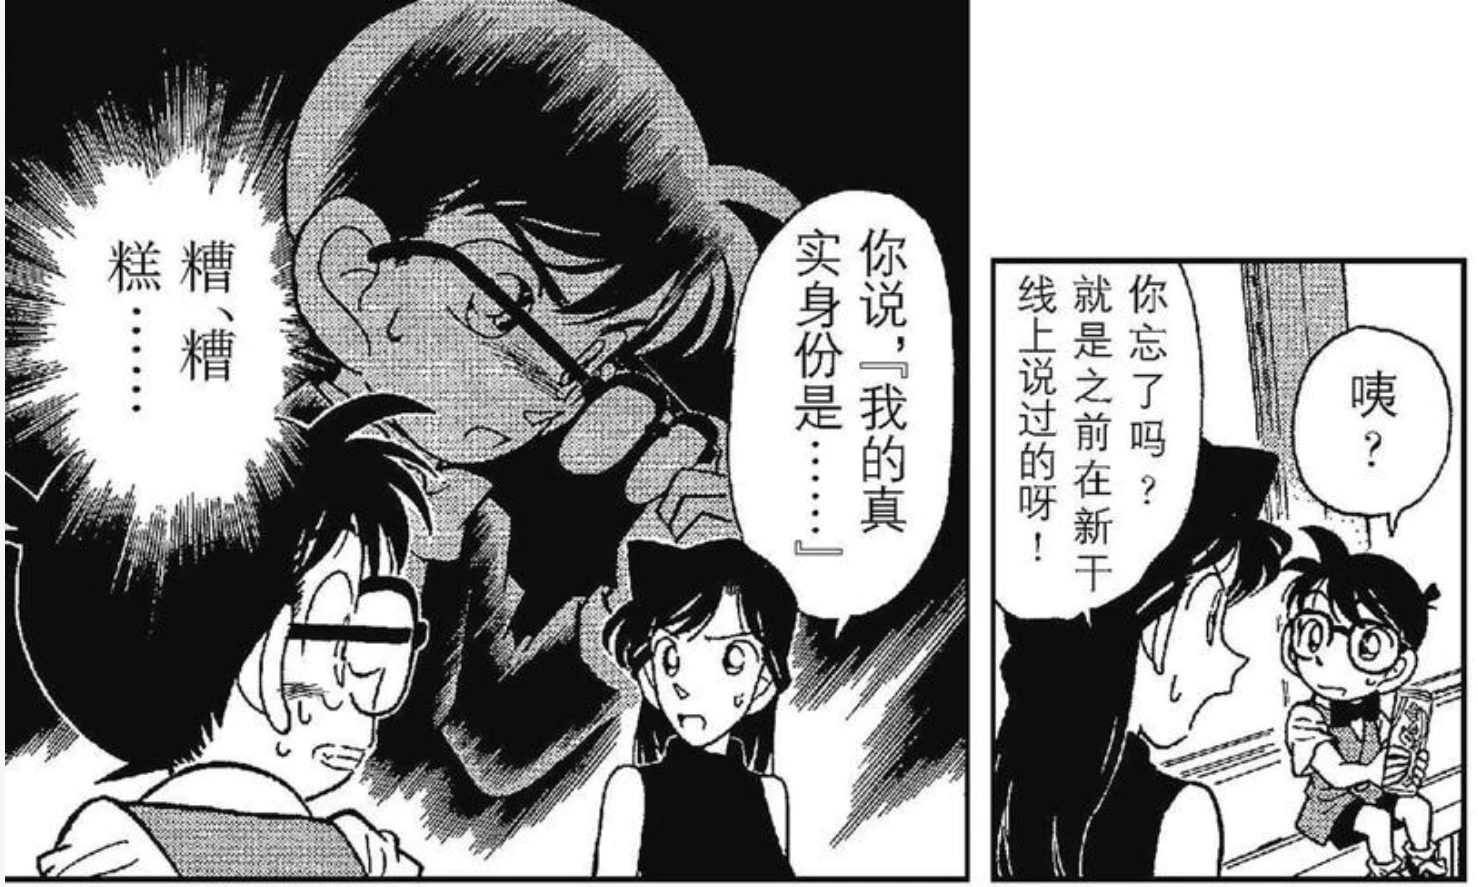 咦？
你忘了吗？
就是之前在新干
线上说过的呀！
你说，『我的真
实身份是……』
糟、糟
糕……